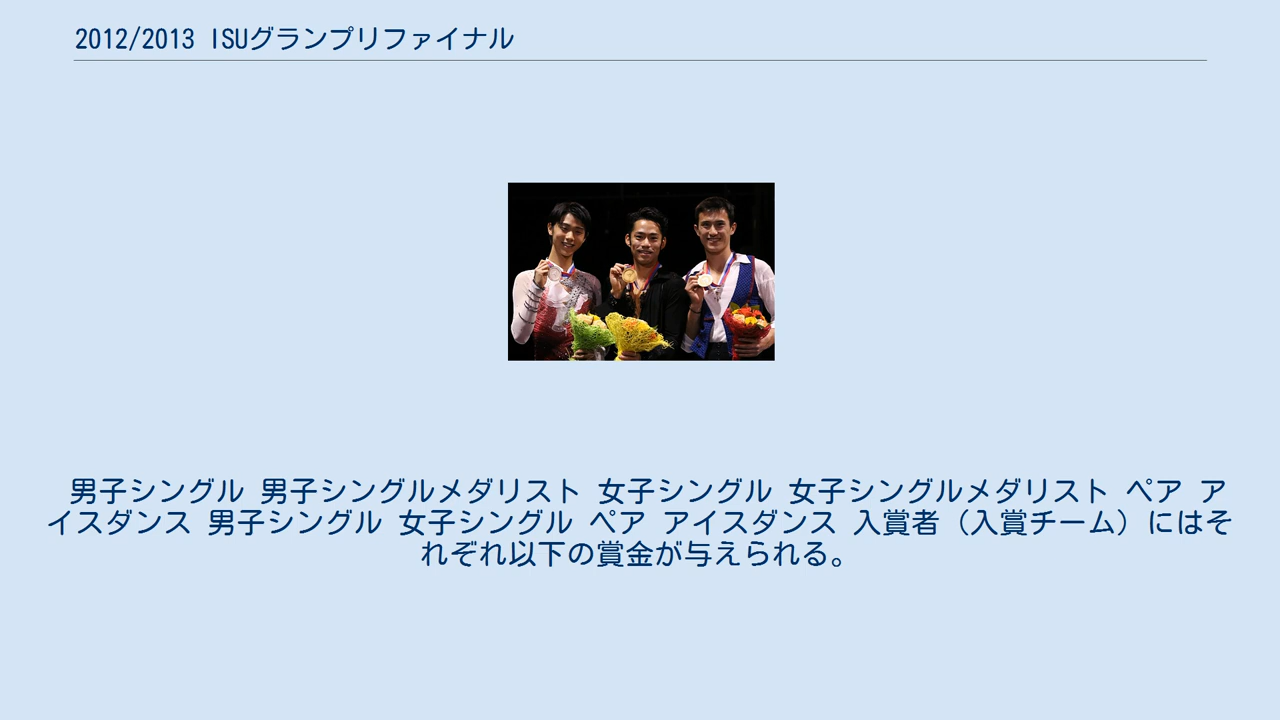 2012/2013 ISUグランプリファイナル
男子シングル 男子シングルメダリスト 女子シングル 女子シングルメダリスト ペア ア
イスダンス 男子シングル 女子シングル ペア アイスダンス 入賞者（入賞チーム）にはそ
れぞれ以下の賞金が与えられる。